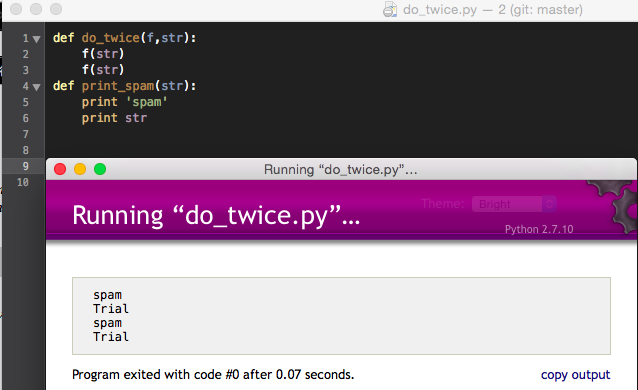 do_twice.py — 2 (git: master)
1 def do_twice(f,str):
2 f(str)
3 f(str)
4 def print_spam(str):
5 print 'spam'
6 print str
7
8
9
10
Running “do_twice.py”...
Theme: Bright
Running “do_twice.py”...
Python 2.7.10
spam
Trial
spam
Trial
Program exited with code #0 after 0.07 seconds. copy output